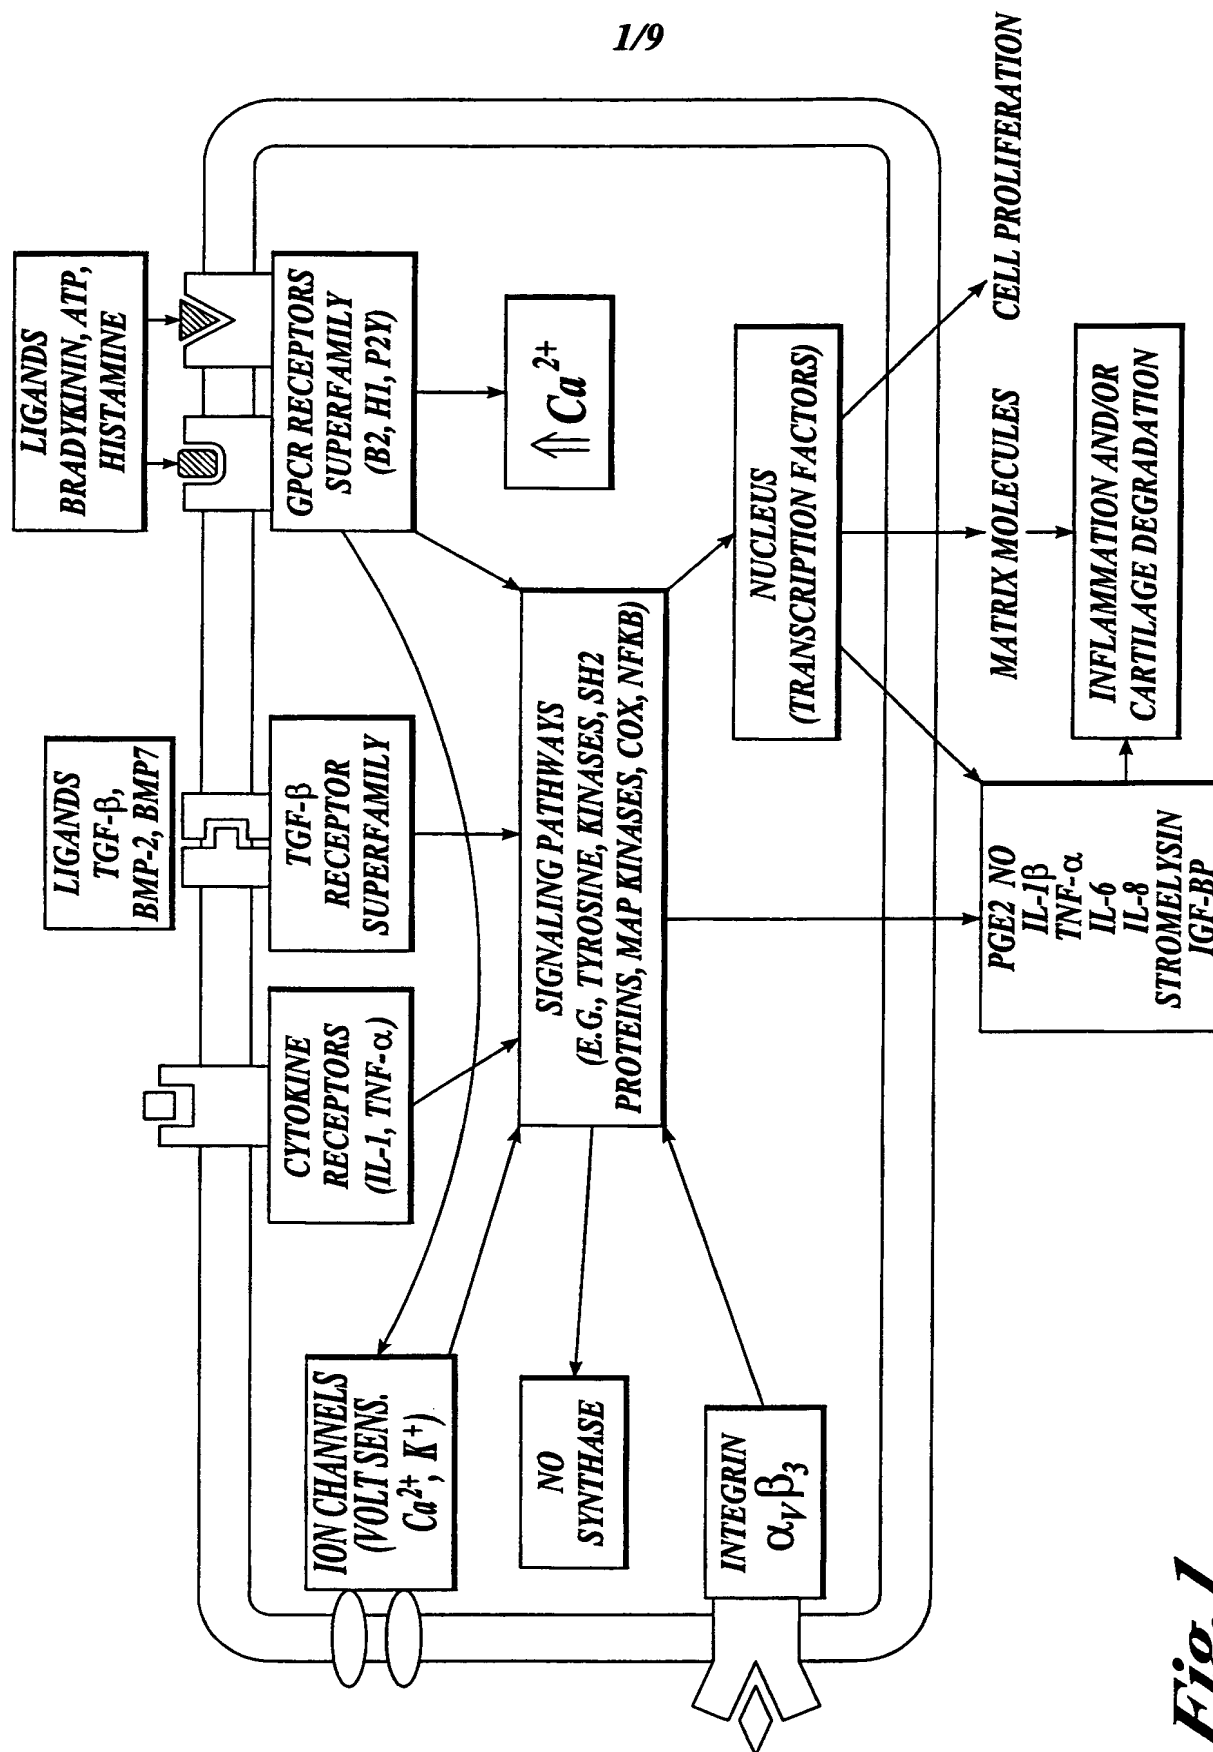 1/9
LIGANDS
BRADYKININ, ATP,
HISTAMINE
LIGANDS
TGF-β,
BMP-2, BMP7
GPCR RECEPTORS
SUPERFAMILY
(B2, H1, P2Y)
TGF-β
RECEPTOR
SUPERFAMILY
CYTOKINE
RECEPTORS
(IL-1, TNF-α)
ION CHANNELS
(VOLT SENS.
Ca2+, K+)
⇑Ca2+
SIGNALING PATHWAYS
(E.G., TYROSINE, KINASES, SH2
PROTEINS, MAP KINASES, COX, NFKB)
NO
SYNTHASE
INTEGRIN
αVβ3
NUCLEUS
(TRANSCRIPTION FACTORS)
CELL PROLIFERATION
MATRIX MOLECULES
INFLAMMATION AND/OR
CARTILAGE DEGRADATION
PGE2 NO
IL-1β
TNF-α
IL-6
IL-8
STROMELYSIN
IGF-BP
Fig. 1